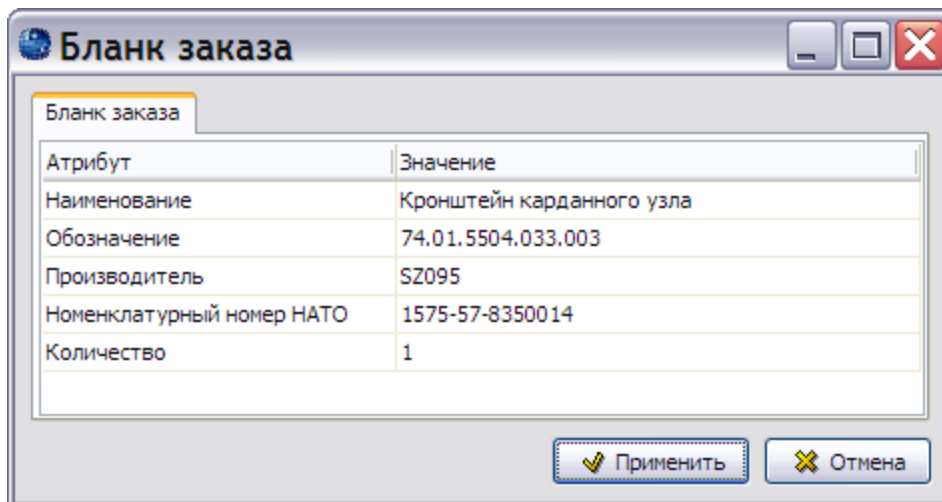 Бланк заказа
Бланк заказа
Атрибут Значение
Наименование Кронштейн карданного узла
Обозначение 74.01.5504.033.003
Производитель SZ095
Номенклатурный номер НАТО 1575-57-8350014
Количество 1
Применить Отмена